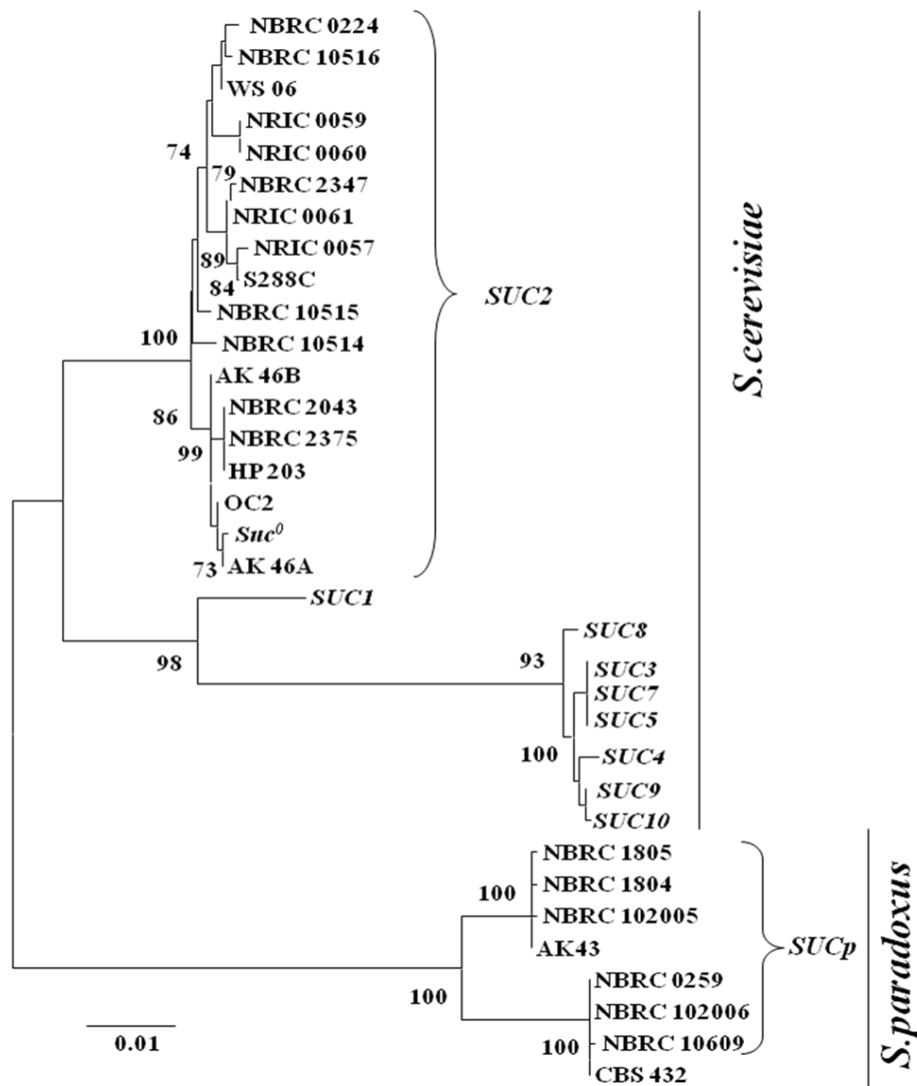 NBRC 0224
NBRC 10516
WS 06
NRIC 0059
NRIC 0060
74
79
NBRC 2347
NRIC 0061
NRIC 0057
89
S288C
84
SUC2
NBRC 10515
100
NBRC 10514
AK 46B
86
NBRC 2043
NBRC 2375
99
HP 203
OC2
Suc⁰
73
AK 46A
S.cerevisiae
SUC1
98
SUC8
93
SUC3
SUC7
SUC5
100
SUC4
SUC9
SUC10
NBRC 1805
NBRC 1804
100
NBRC 102005
AK43
SUCp
NBRC 0259
100
NBRC 102006
NBRC 10609
100
CBS 432
S.paradoxus
0.01